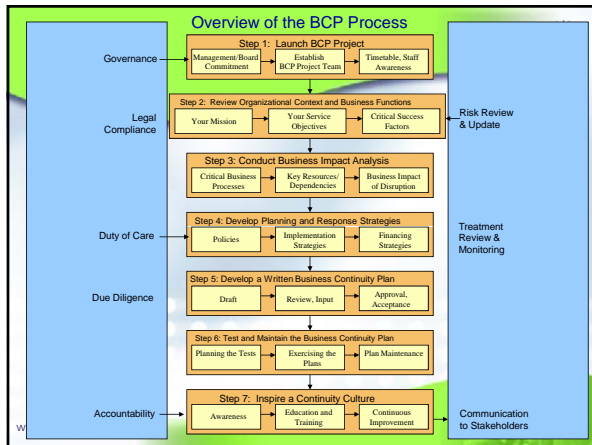 Overview of the BCP Process
Step 1: Launch BCP Project
Governance
Management/Board
Commitment
Establish
BCP Project Team
Timetable, Staff
Awareness
Step 2: Review Organizational Context and Business Functions
Legal
Compliance
Your Mission
Your Service
Objectives
Critical Success
Factors
Risk Review
& Update
Step 3: Conduct Business Impact Analysis
Critical Business
Processes
Key Resources/
Dependencies
Business Impact
of Disruption
Step 4: Develop Planning and Response Strategies
Duty of Care
Policies
Implementation
Strategies
Financing
Strategies
Treatment
Review &
Monitoring
Step 5: Develop a Written Business Continuity Plan
Due Diligence
Draft
Review, Input
Approval,
Acceptance
Step 6: Test and Maintain the Business Continuity Plan
Planning the Tests
Exercising the
Plans
Plan Maintenance
Step 7: Inspire a Continuity Culture
Accountability
Awareness
Education and
Training
Continuous
Improvement
Communication
to Stakeholders